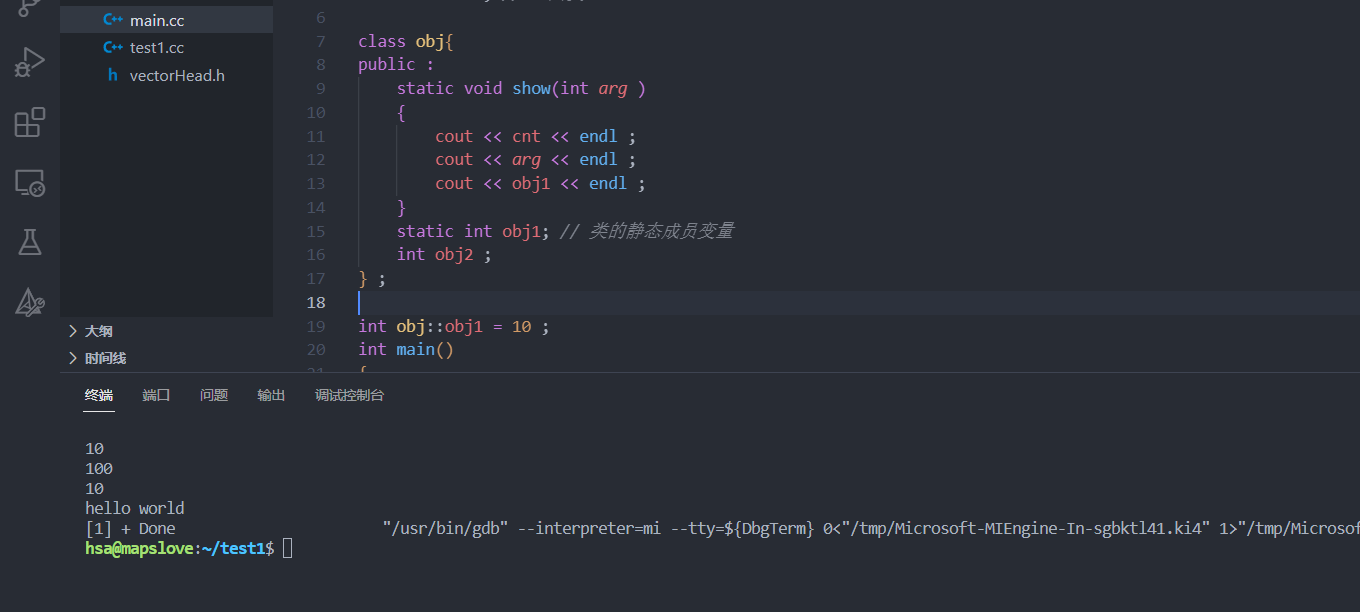 main.cc
test1.cc
vectorHead.h
大纲
时间线
6
7 class obj{
8 public :
9 static void show(int arg )
10 {
11 cout << cnt << endl ;
12 cout << arg << endl ;
13 cout << obj1 << endl ;
14 }
15 static int obj1; // 类的静态成员变量
16 int obj2 ;
17 } ;
18
19 int obj::obj1 = 10 ;
20 int main()
{
终端 端口 问题 输出 调试控制台
10
100
10
hello world
[1] + Done "/usr/bin/gdb" --interpreter=mi --tty=${DbgTerm} 0<"/tmp/Microsoft-MIEngine-In-sgbktl41.ki4" 1>"/tmp/Microsof
hsa@mapslove:~/test1$